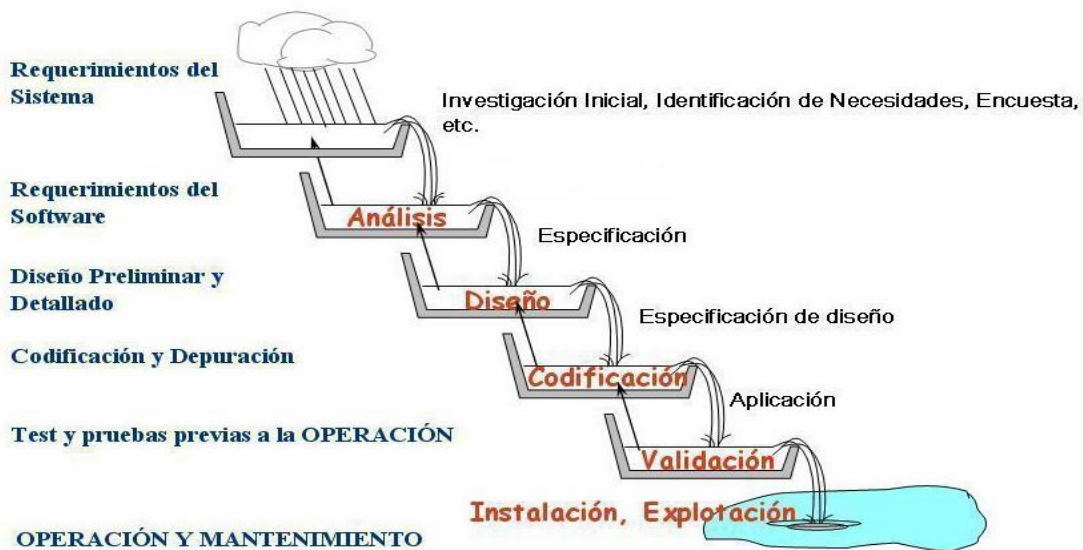 Requerimientos del
Sistema
Investigación Inicial, Identificación de Necesidades, Encuesta,
etc.
Requerimientos del
Software
Análisis
Especificación
Diseño Preliminar y
Detallado
Diseño
Especificación de diseño
Codificación y Depuración
Codificación
Aplicación
Test y pruebas previas a la OPERACIÓN
Validación
Instalación, Explotación
OPERACIÓN Y MANTENIMIENTO